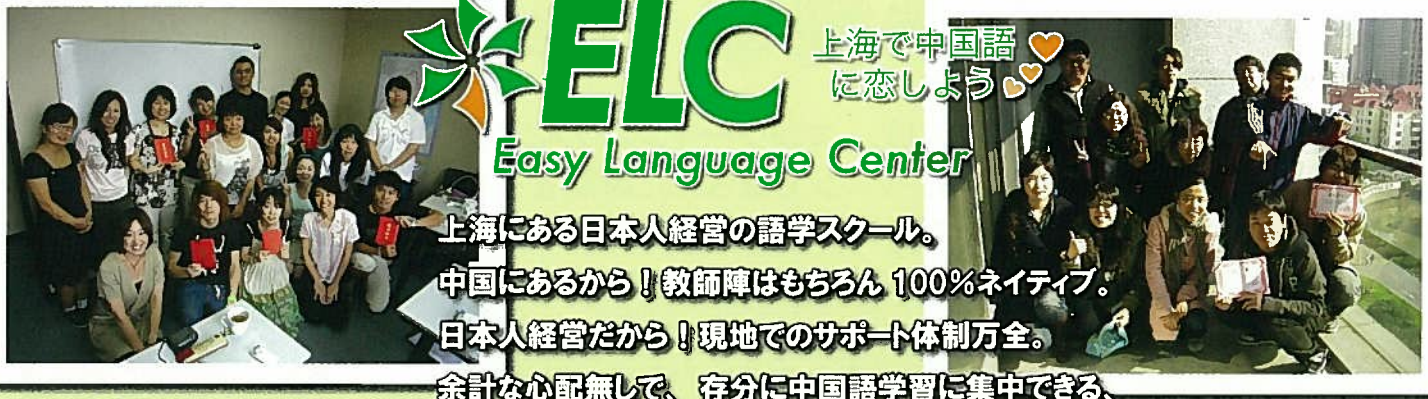 ELC
上海で中国語
に恋しよう
Easy Language Center
上海にある日本人経営の語学スクール。
中国にあるから！教師陣はもちろん 100%ネイティブ。
日本人経営だから！現地でのサポート体制万全。
余計な心配無しで、存分に中国語学習に集中できる、